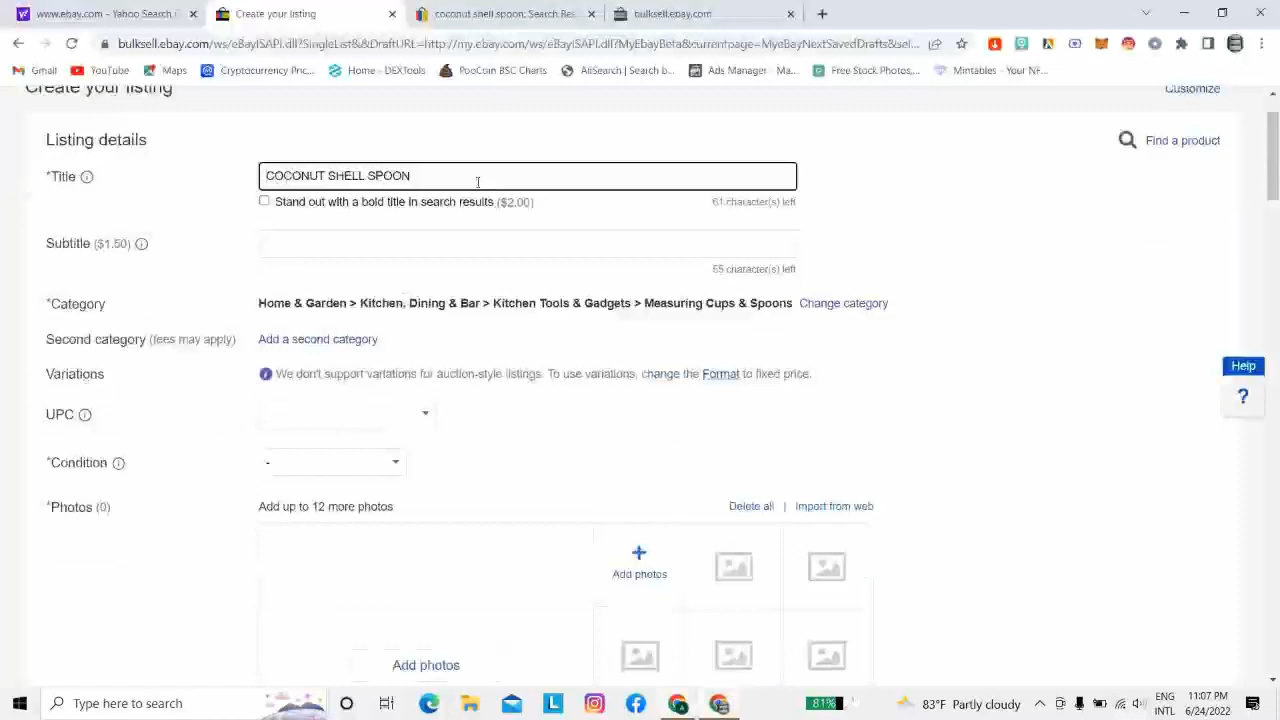 www.ebay.com - Yahoo Search
Create your listing
coconut shell spoon: Search Res
bulksell.ebay.com
bulksell.ebay.com/ws/eBayISAPI.dll?SingleList&&DraftURL=http://my.ebay.com/ws/eBayISAPI.dll?MyEbayBeta&currentpage=MyeBayNextSavedDrafts&sel...
Gmail
YouTube
Maps
Cryptocurrency Pric...
Home - DEXTools
PooCoin BSC Charts
AliSearch | Search b...
Ads Manager - Ma...
Free Stock Photos,...
Mintables - Your NF...
Create your listing
Customize
Listing details
Find a product
*Title
COCONUT SHELL SPOON
Stand out with a bold title in search results ($2.00)
61 character(s) left
Subtitle ($1.50)
55 character(s) left
*Category
Home & Garden > Kitchen, Dining & Bar > Kitchen Tools & Gadgets > Measuring Cups & Spoons
Change category
Second category (fees may apply)
Add a second category
Variations
We don't support variations for auction-style listings. To use variations, change the Format to fixed price.
Help
?
UPC
*Condition
-
*Photos (0)
Add up to 12 more photos
Delete all | Import from web
Add photos
Add photos
Type here to search
81%
83°F Partly cloudy
ENG
INTL
11:07 PM
6/24/2022